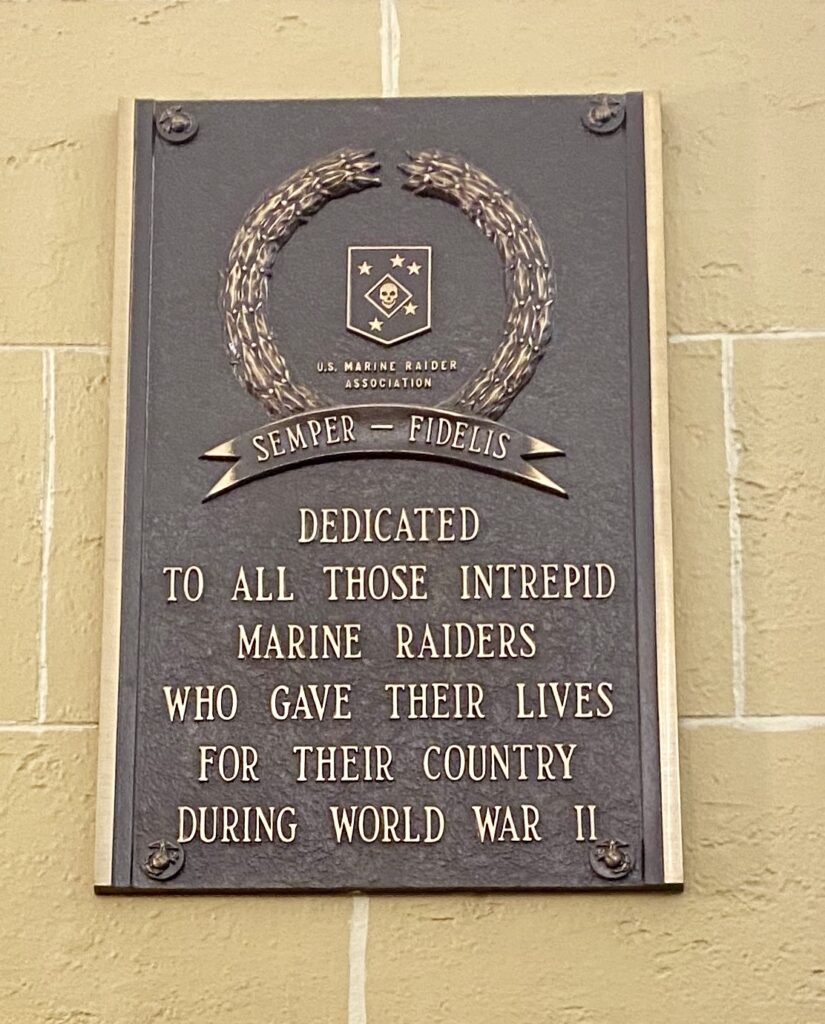 U.S. MARINE RAIDER
ASSOCIATION
SEMPER — FIDELIS
DEDICATED
TO ALL THOSE INTREPID
MARINE RAIDERS
WHO GAVE THEIR LIVES
FOR THEIR COUNTRY
DURING WORLD WAR II